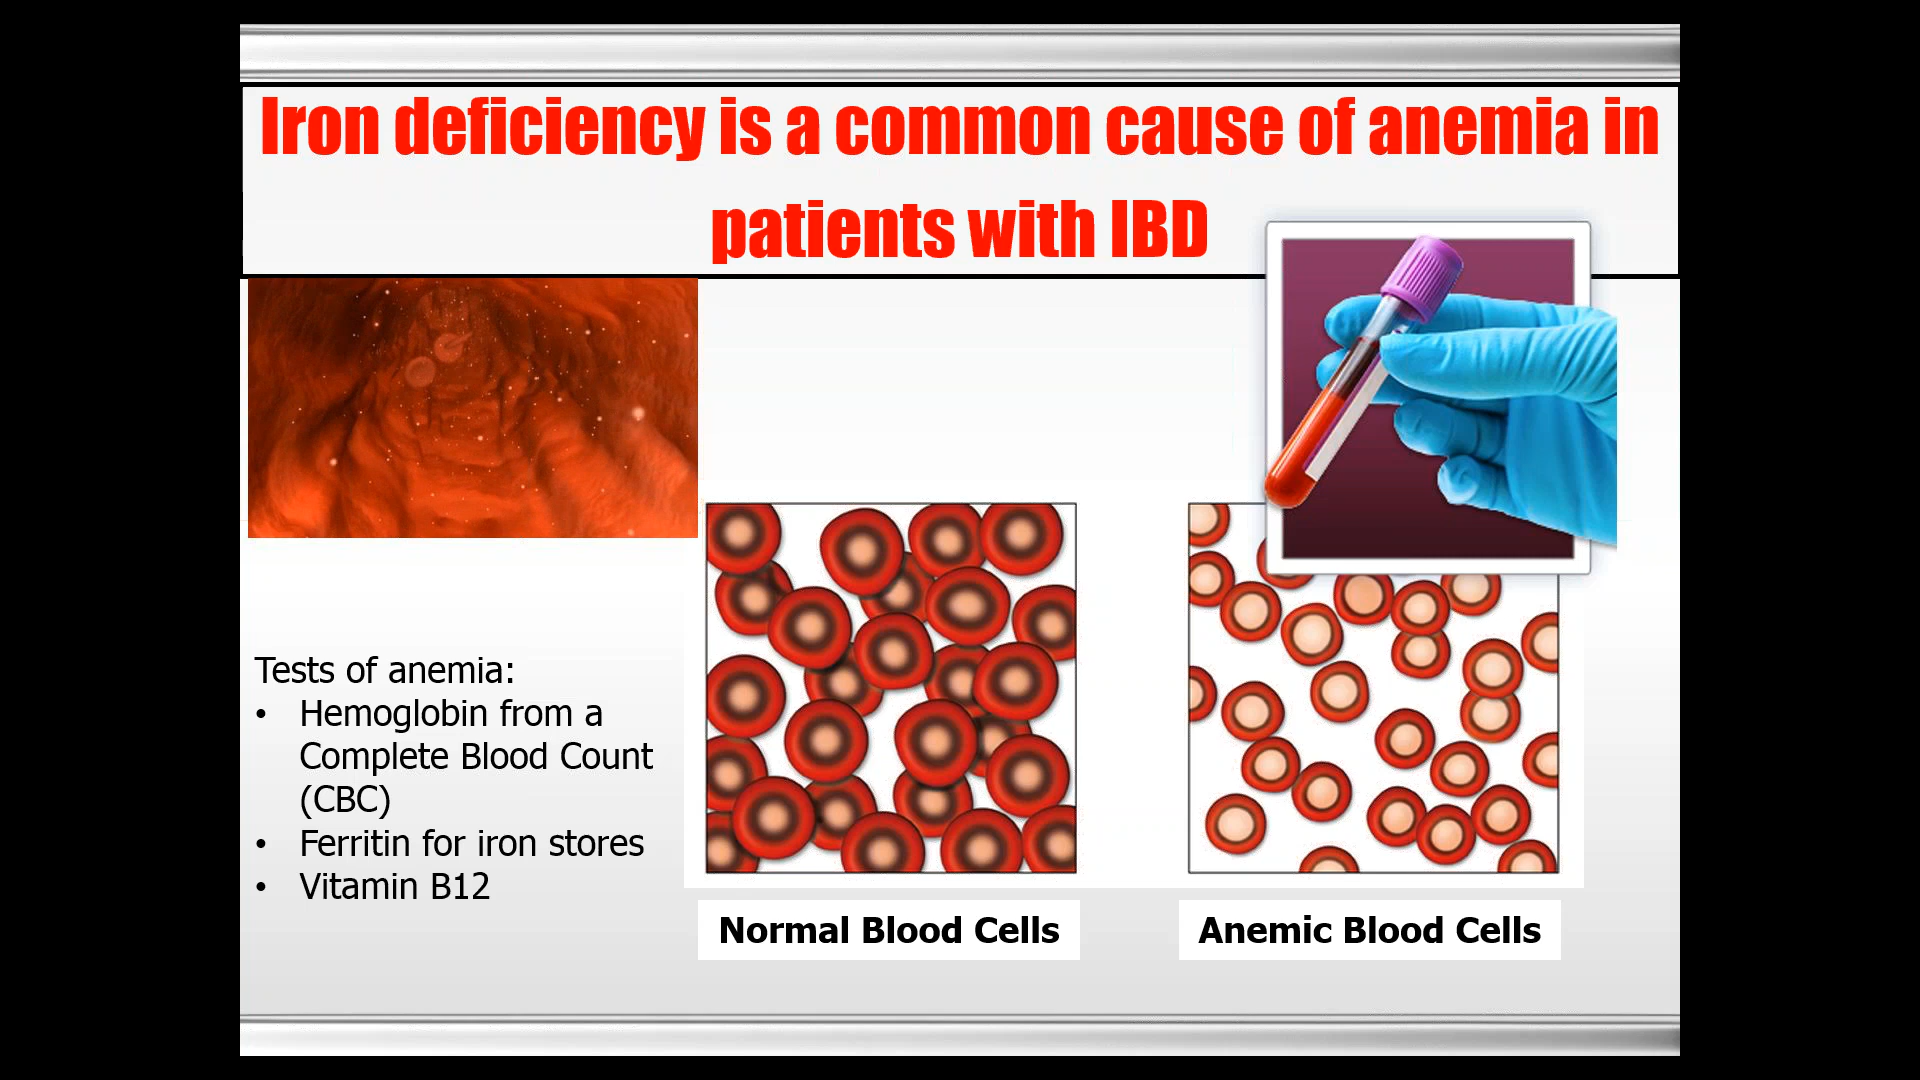 Iron deficiency is a common cause of anemia in
patients with IBD
Tests of anemia:
• Hemoglobin from a
Complete Blood Count
(CBC)
• Ferritin for iron stores
• Vitamin B12
Normal Blood Cells
Anemic Blood Cells